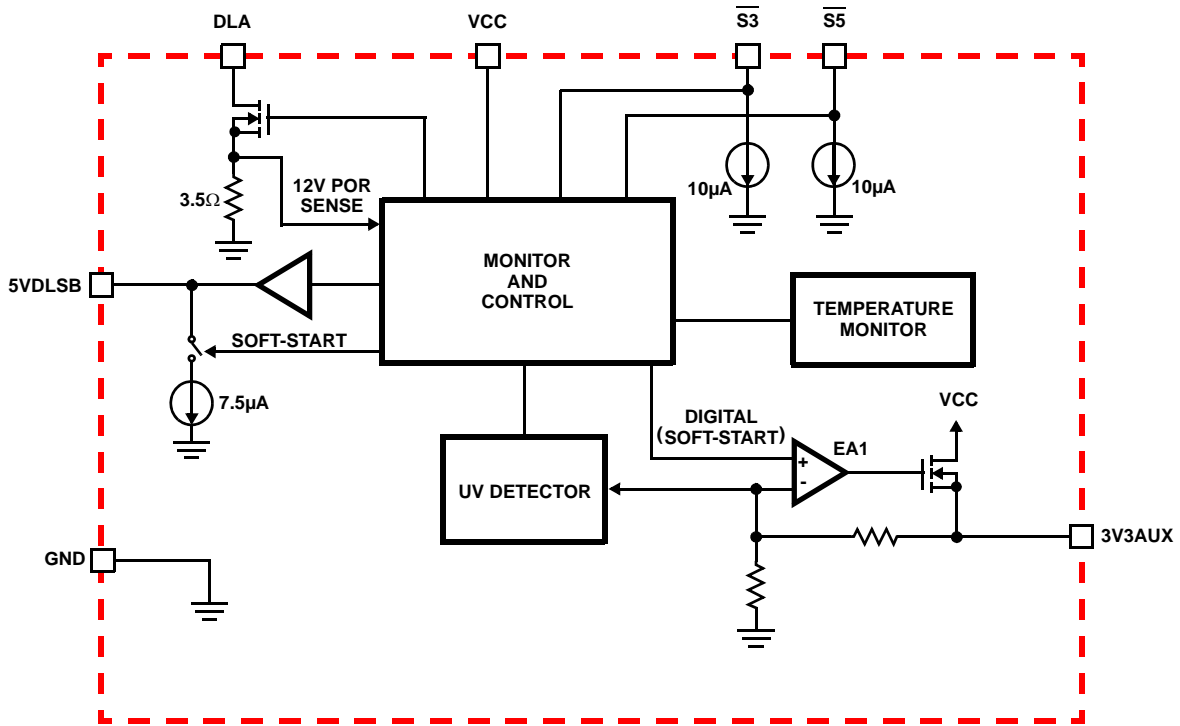 DLA
VCC
S3
S5
3.5Ω
12V POR
SENSE
10µA
10µA
5VDLSB
MONITOR
AND
CONTROL
TEMPERATURE
MONITOR
SOFT-START
7.5µA
VCC
DIGITAL
(SOFT-START)
EA1
+
-
UV DETECTOR
GND
3V3AUX